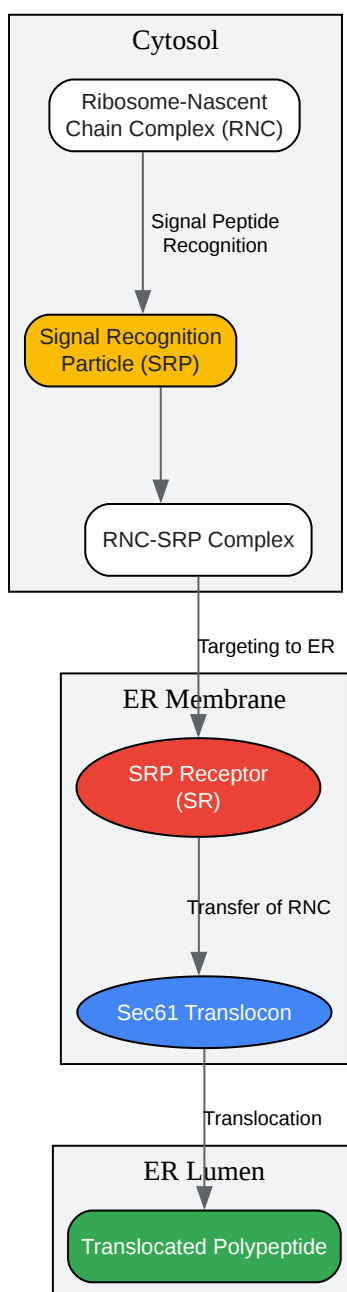 Cytosol
Ribosome-Nascent
Chain Complex (RNC)
Signal Peptide
Recognition
Signal Recognition
Particle (SRP)
RNC-SRP Complex
Targeting to ER
ER Membrane
SRP Receptor
(SR)
Transfer of RNC
Sec61 Translocon
Translocation
ER Lumen
Translocated Polypeptide